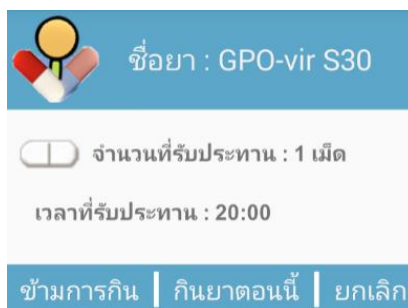 ชื่อยา : GPO-vir S30
จำนวนที่รับประทาน : 1 เม็ด
เวลาที่รับประทาน : 20:00
ข้ามการกิน กินยาตอนนี้ ยกเลิก